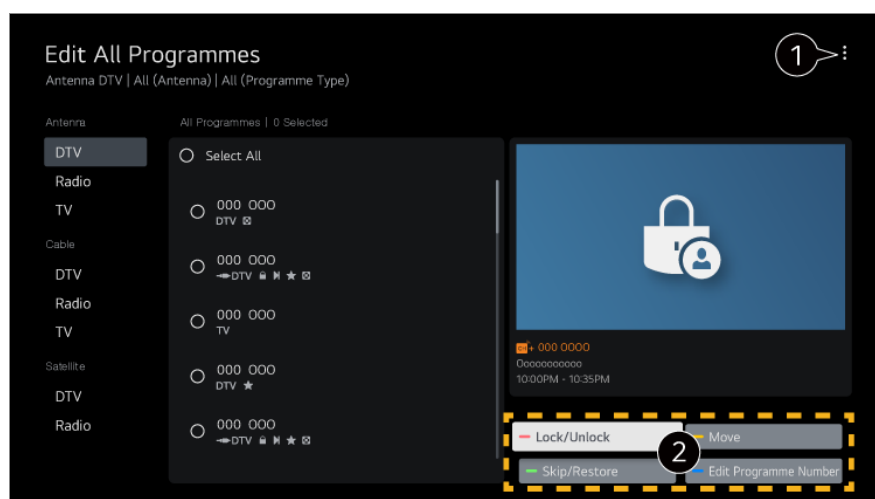 Edit All Programmes
Antenna DTV | All (Antenna) | All (Programme Type)
1
Antenna
DTV
Radio
TV
Cable
DTV
Radio
TV
Satellite
DTV
Radio
All Programmes | 0 Selected
Select All
000 000
DTV
000 000
DTV
000 000
TV
000 000
DTV ★
000 000
DTV
+ 000 0000
Ooooooooooo
10:00PM - 10:35PM
Lock/Unlock
Move
2
Skip/Restore
Edit Programme Number